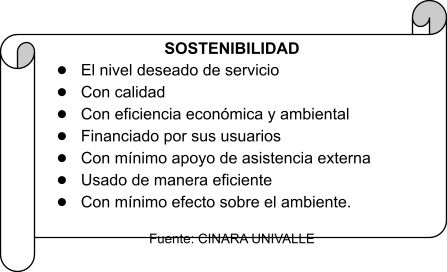 SOSTENIBILIDAD
● El nivel deseado de servicio
● Con calidad
● Con eficiencia económica y ambiental
● Financiado por sus usuarios
● Con mínimo apoyo de asistencia externa
● Usado de manera eficiente
● Con mínimo efecto sobre el ambiente.
Fuente: CINARA UNIVALLE